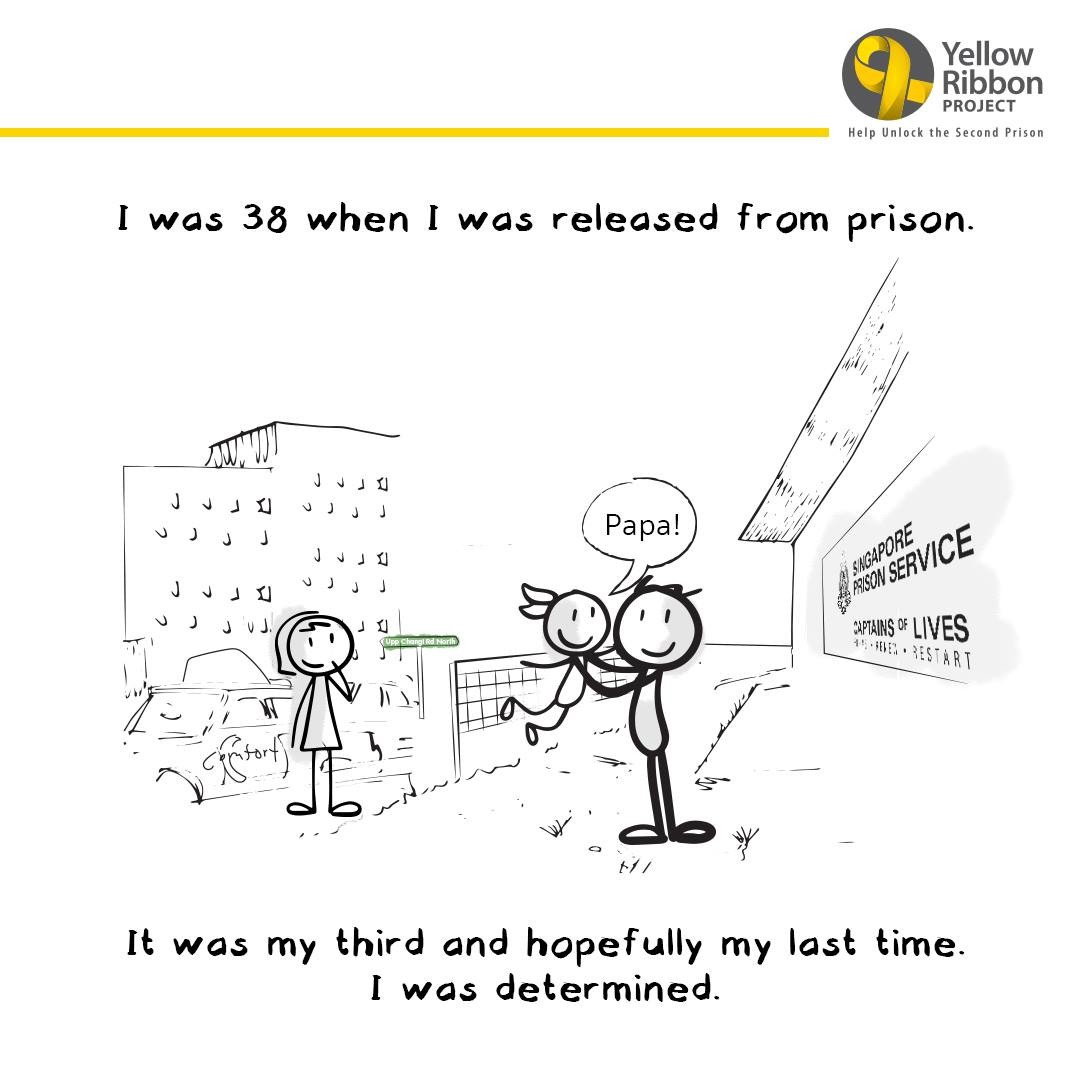 Yellow
Ribbon
PROJECT
Help Unlock the Second Prison
I was 38 when I was released from prison.
Papa!
SINGAPORE
PRISON SERVICE
CAPTAINS OF LIVES
RENEW • RESTART
Upp Changi Rd North
Comfort
It was my third and hopefully my last time.
I was determined.